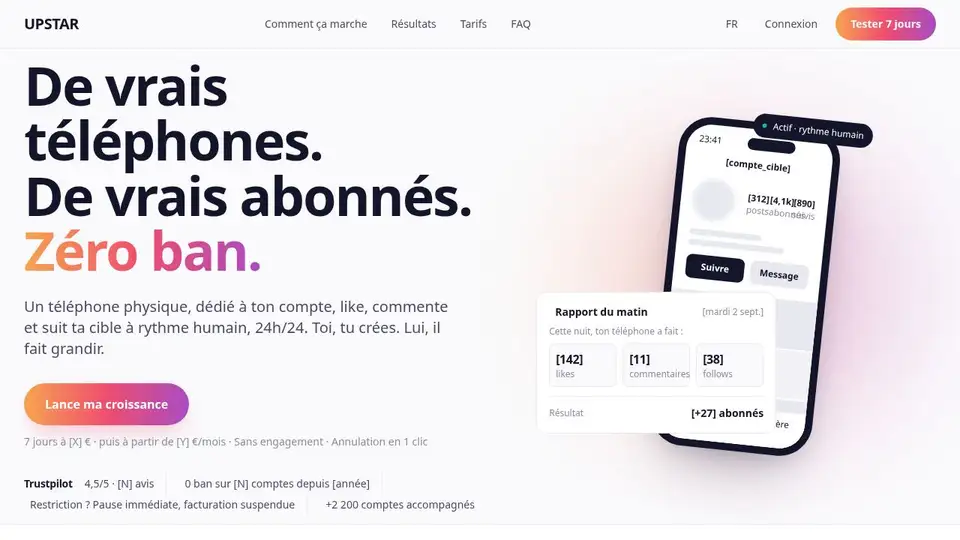 UPSTAR
Comment ça marche
Résultats
Tarifs
FAQ
FR
Connexion
Tester 7 jours
De vrais
téléphones.
De vrais abonnés.
Zéro ban.
Un téléphone physique, dédié à ton compte, like, commente
et suit ta cible à rythme humain, 24h/24. Toi, tu crées. Lui, il
fait grandir.
Lance ma croissance
7 jours à [X] € · puis à partir de [Y] €/mois · Sans engagement · Annulation en 1 clic
Trustpilot 4,5/5 · [N] avis
0 ban sur [N] comptes depuis [année]
Restriction ? Pause immédiate, facturation suspendue
+2 200 comptes accompagnés
Actif · rythme humain
23:41
[compte_cible]
[312][4,1k][890]
posts abonnés suivis
Suivre
Message
Rapport du matin
[mardi 2 sept.]
Cette nuit, ton téléphone a fait :
[142]
likes
[11]
commentaires
[38]
follows
Résultat
[+27] abonnés